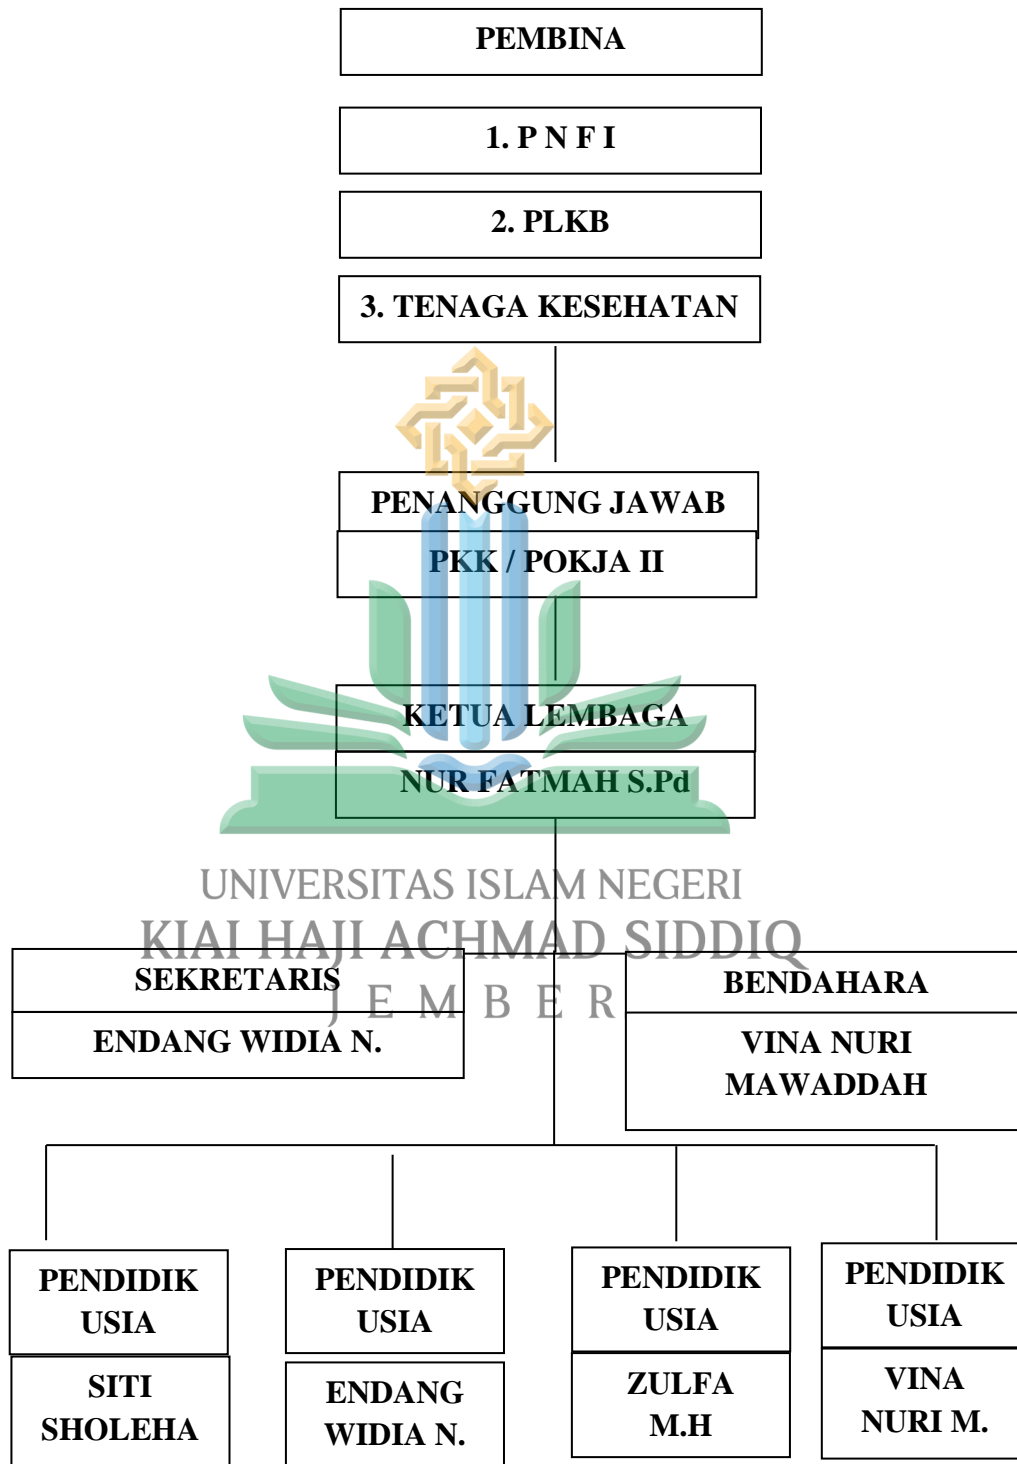 PEMBINA
1. P N F I
2. PLKB
3. TENAGA KESEHATAN
PENANGGUNG JAWAB
PKK / POKJA II
KETUA LEMBAGA
NUR FATMAH S.Pd
UNIVERSITAS ISLAM NEGERI
KIAI HAJI ACHMAD SIDDIQ
JEMBER
SEKRETARIS
ENDANG WIDIA N.
BENDAHARA
VINA NURI
MAWADDAH
PENDIDIK
USIA
SITI
SHOLEHA
PENDIDIK
USIA
ENDANG
WIDIA N.
PENDIDIK
USIA
ZULFA
M.H
PENDIDIK
USIA
VINA
NURI M.